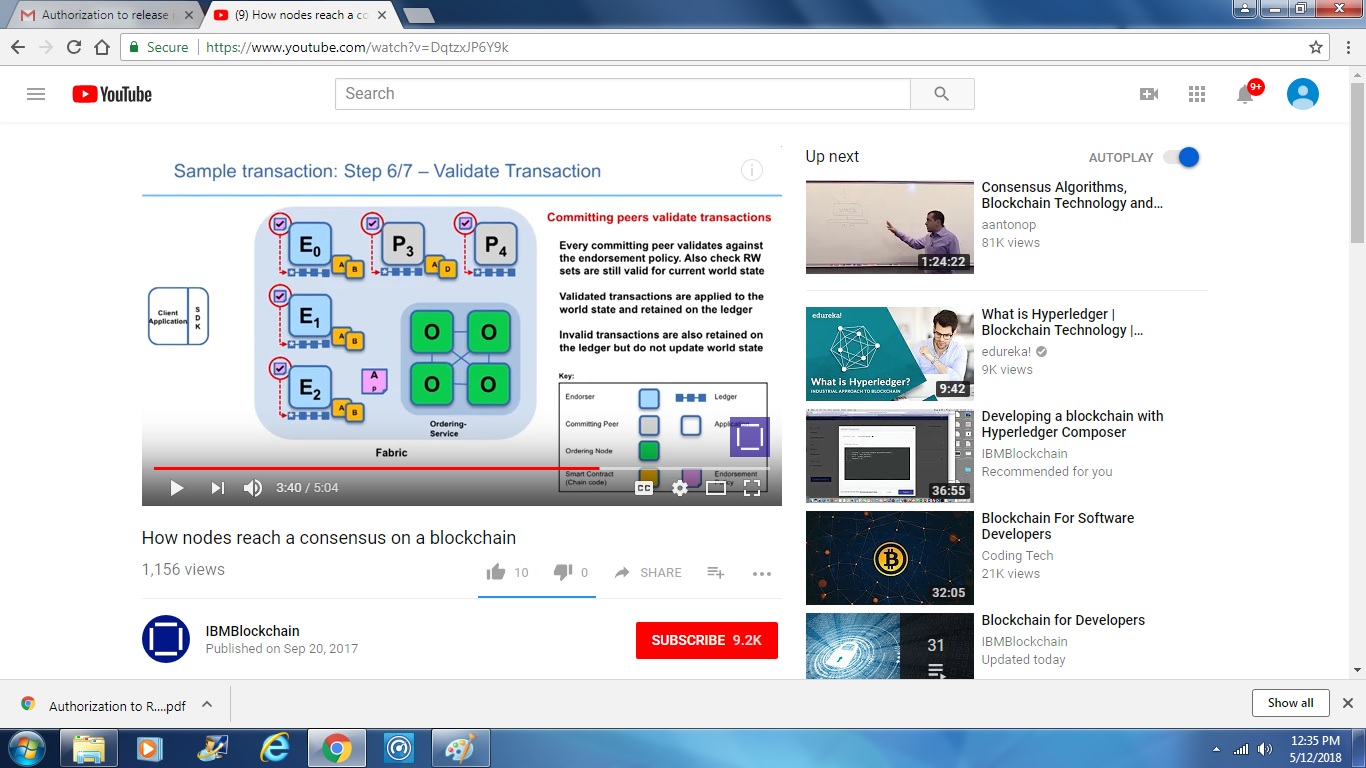 Authorization to release i
(9) How nodes reach a co
Secure
https://www.youtube.com/watch?v=DqtzxJP6Y9k
YouTube
Search
9+
Sample transaction: Step 6/7 – Validate Transaction
Committing peers validate transactions
Every committing peer validates against
the endorsement policy. Also check RW
sets are still valid for current world state
Validated transactions are applied to the
world state and retained on the ledger
Invalid transactions are also retained on
the ledger but do not update world state
Client
Application
SDK
E0
A
B
P3
A
D
P4
E1
A
B
E2
A
B
A
P
O
O
O
O
Ordering-
Service
Fabric
Key:
Endorser
Ledger
Committing Peer
Ordering Node
Smart Contract
(Chain code)
Endorsement
3:40 / 5:04
CC
How nodes reach a consensus on a blockchain
1,156 views
10
0
SHARE
IBMBlockchain
Published on Sep 20, 2017
SUBSCRIBE 9.2K
Up next
AUTOPLAY
1:24:22
Consensus Algorithms,
Blockchain Technology and...
aantonop
81K views
edureka!
What is Hyperledger?
INDUSTRIAL APPROACH TO BLOCKCHAIN
9:42
What is Hyperledger |
Blockchain Technology |...
edureka!
9K views
36:55
Developing a blockchain with
Hyperledger Composer
IBMBlockchain
Recommended for you
32:05
Blockchain For Software
Developers
Coding Tech
21K views
31
Blockchain for Developers
IBMBlockchain
Updated today
Authorization to R....pdf
Show all
12:35 PM
5/12/2018